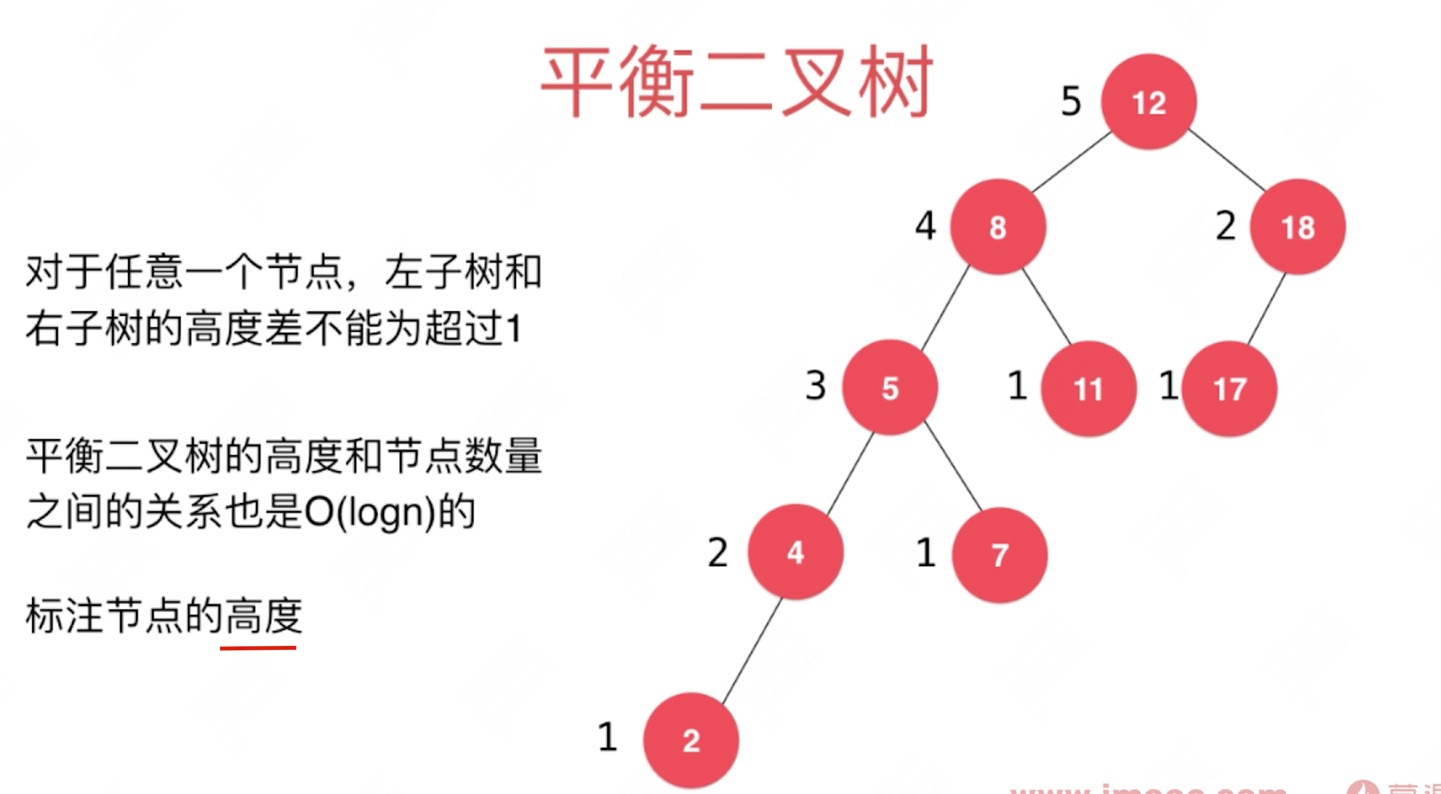 平衡二叉树
5 12
4 8 2 18
对于任意一个节点，左子树和
右子树的高度差不能为超过1
3 5 1 11 1 17
平衡二叉树的高度和节点数量
之间的关系也是O(logn)的
2 4 1 7
标注节点的高度
1 2